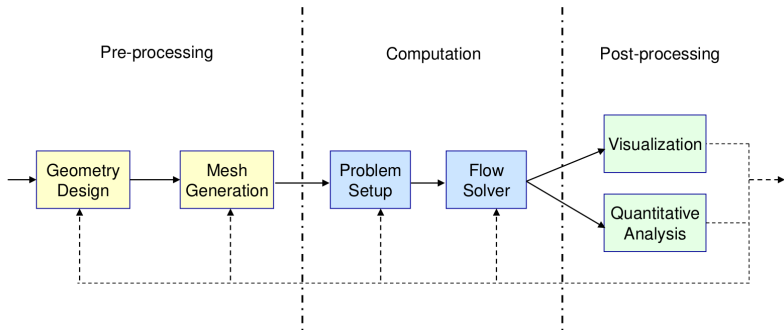 Pre-processing
Computation
Post-processing
Geometry
Design
Mesh
Generation
Problem
Setup
Flow
Solver
Visualization
Quantitative
Analysis